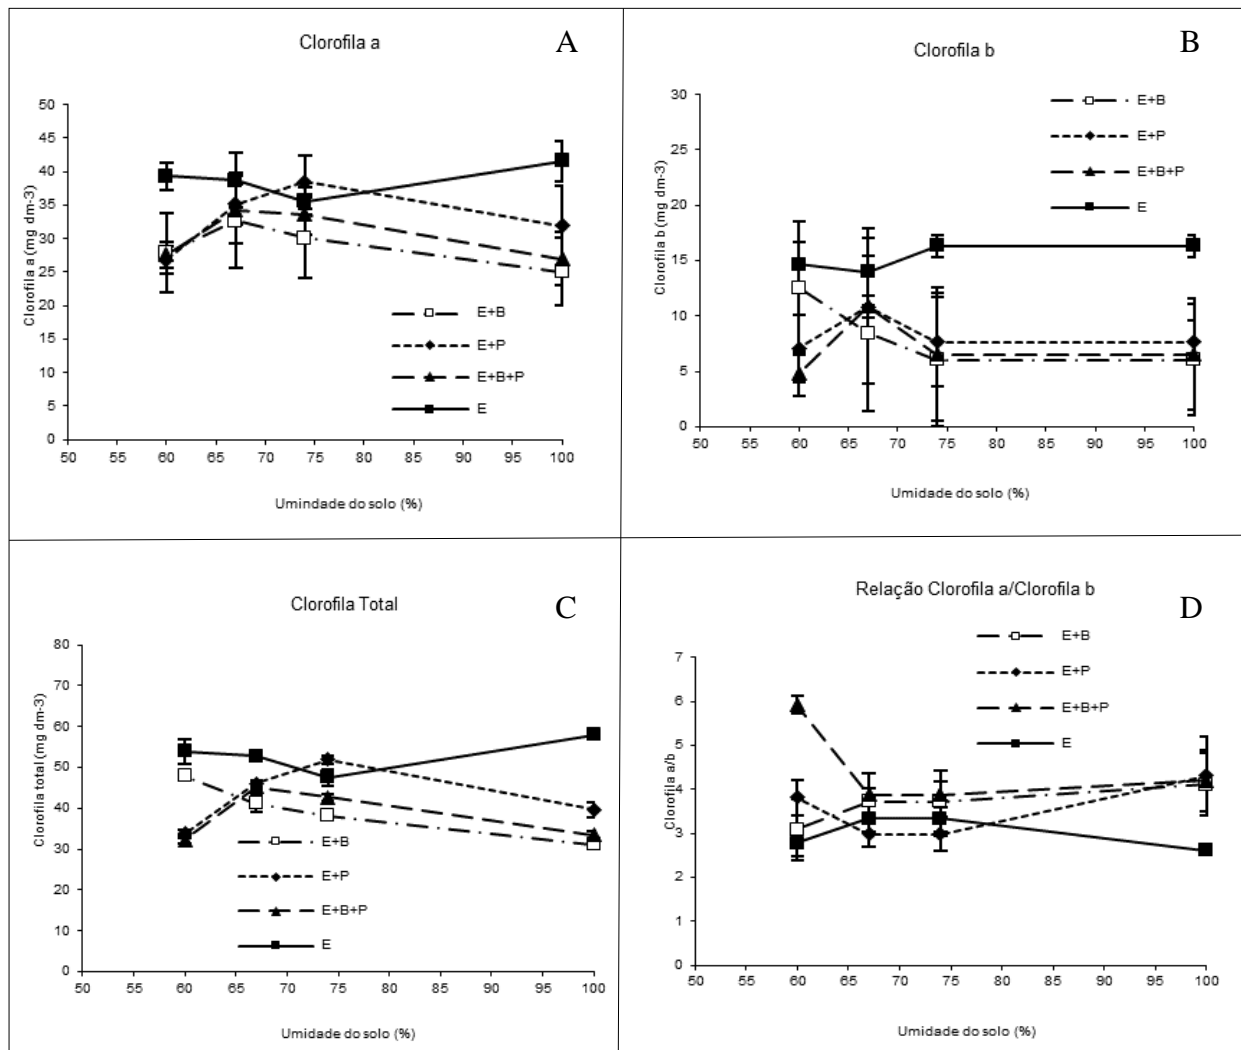 Clorofila a
A
50
45
40
35
30
25
20
15
10
5
0
Clorofila a (mg dm-3)
E+B
E+P
E+B+P
E
50 55 60 65 70 75 80 85 90 95 100
Umindade do solo (%)
Clorofila b
B
30
25
20
15
10
5
0
Clorofila b (mg dm-3)
E+B
E+P
E+B+P
E
50 55 60 65 70 75 80 85 90 95 100
Umidade do solo (%)
Clorofila Total
C
80
70
60
50
40
30
20
10
0
Clorofila total (mg dm-3)
E+B
E+P
E+B+P
E
50 55 60 65 70 75 80 85 90 95 100
Umidade do solo (%)
Relação Clorofila a/Clorofila b
D
7
6
5
4
3
2
1
0
Clorofila a/b
E+B
E+P
E+B+P
E
50 55 60 65 70 75 80 85 90 95 100
Umidade do solo (%)